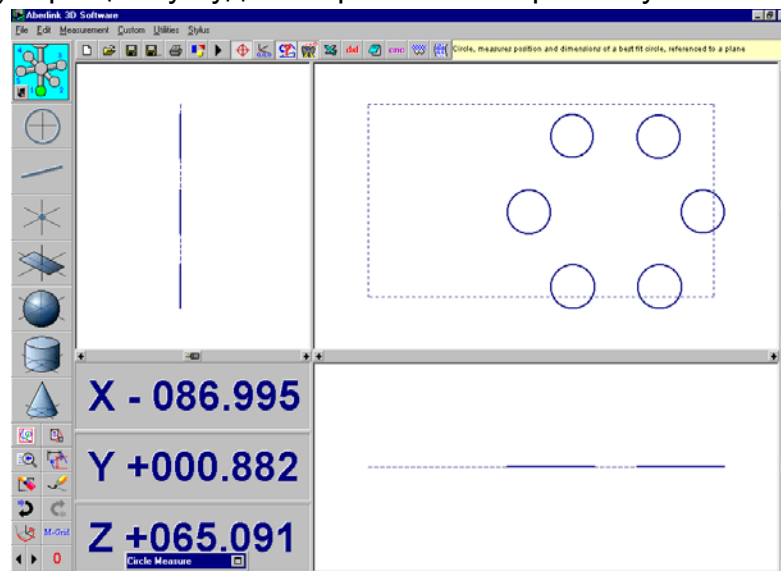 Aberlink 3D Software
File Edit Measurement Custom Utilities Stylus
dxf
cnc
Circle, measures position and dimensions of a best fit circle, referenced to a plane
X - 086.995
Y +000.882
Z +065.091
M-Grid
0
Circle Measure